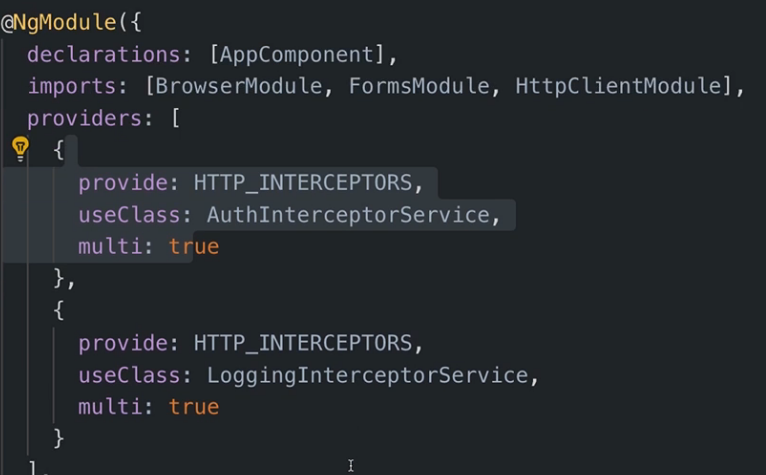 @NgModule({
declarations: [AppComponent],
imports: [BrowserModule, FormsModule, HttpClientModule],
providers: [
{
provide: HTTP_INTERCEPTORS,
useClass: AuthInterceptorService,
multi: true
},
{
provide: HTTP_INTERCEPTORS,
useClass: LoggingInterceptorService,
multi: true
}
],